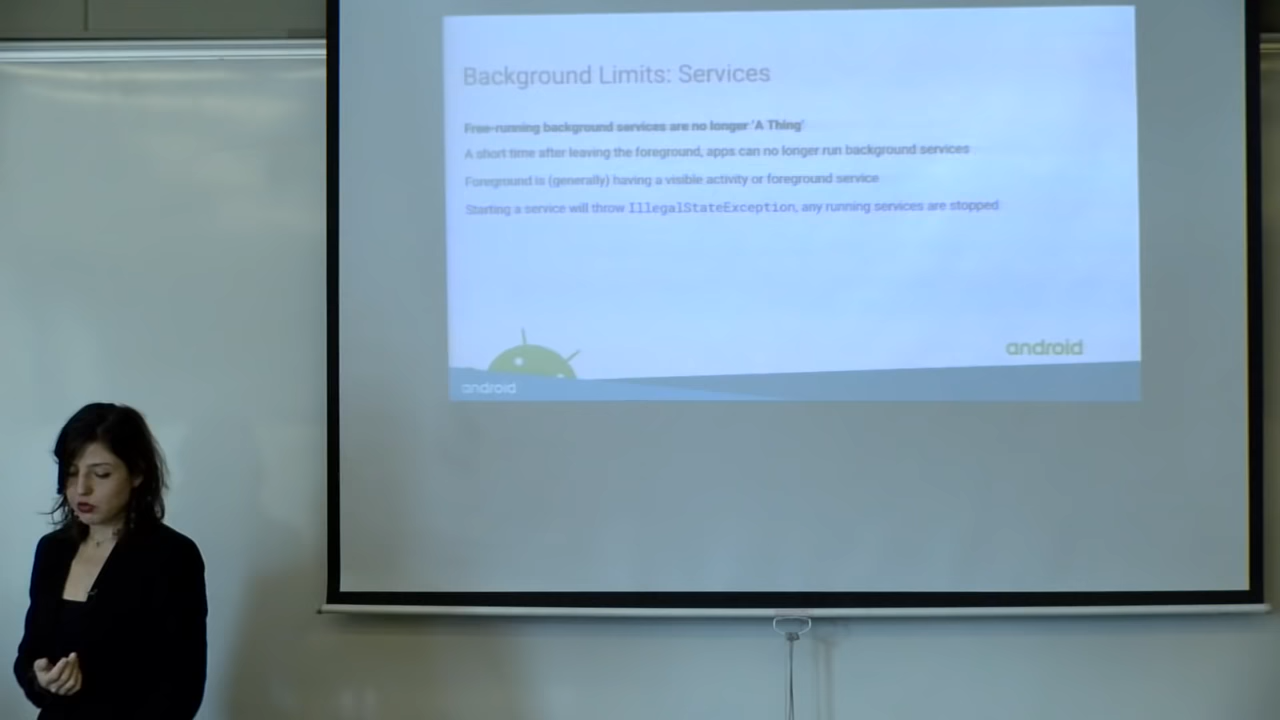 Background Limits: Services
Free-running background services are no longer 'A Thing'
A short time after leaving the foreground, apps can no longer run background services
Foreground is (generally) having a visible activity or foreground service
Starting a service will throw IllegalStateException, any running services are stopped
android
android